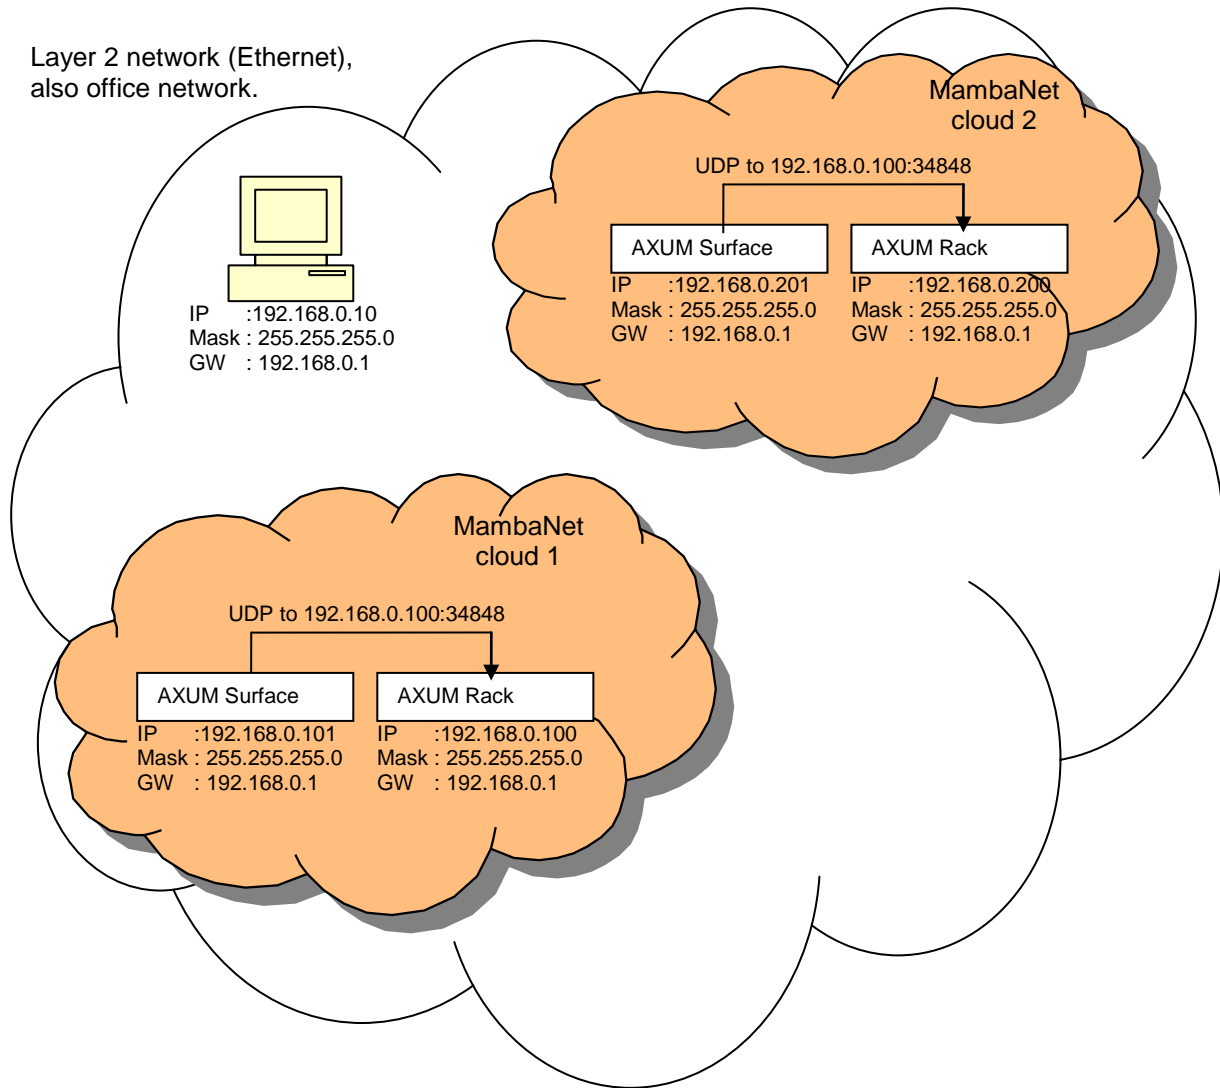 Layer 2 network (Ethernet),
also office network.
MambaNet
cloud 2
UDP to 192.168.0.100:34848
AXUM Surface
IP :192.168.0.201
Mask : 255.255.255.0
GW : 192.168.0.1
AXUM Rack
IP :192.168.0.200
Mask : 255.255.255.0
GW : 192.168.0.1
IP :192.168.0.10
Mask : 255.255.255.0
GW : 192.168.0.1
MambaNet
cloud 1
UDP to 192.168.0.100:34848
AXUM Surface
IP :192.168.0.101
Mask : 255.255.255.0
GW : 192.168.0.1
AXUM Rack
IP :192.168.0.100
Mask : 255.255.255.0
GW : 192.168.0.1